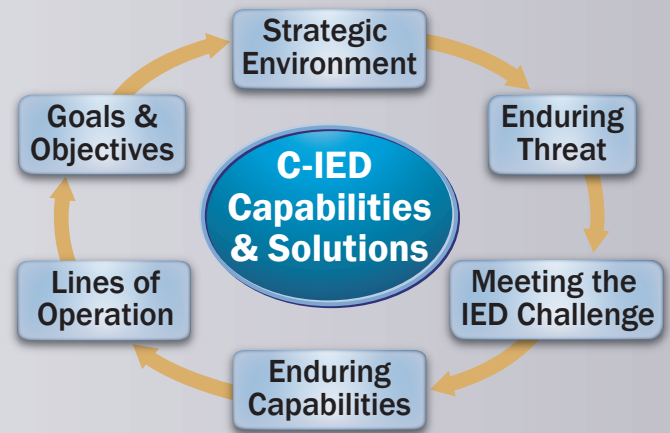 Strategic
Environment
Enduring
Threat
Meeting the
IED Challenge
Enduring
Capabilities
Lines of
Operation
Goals &
Objectives
C-IED
Capabilities
& Solutions